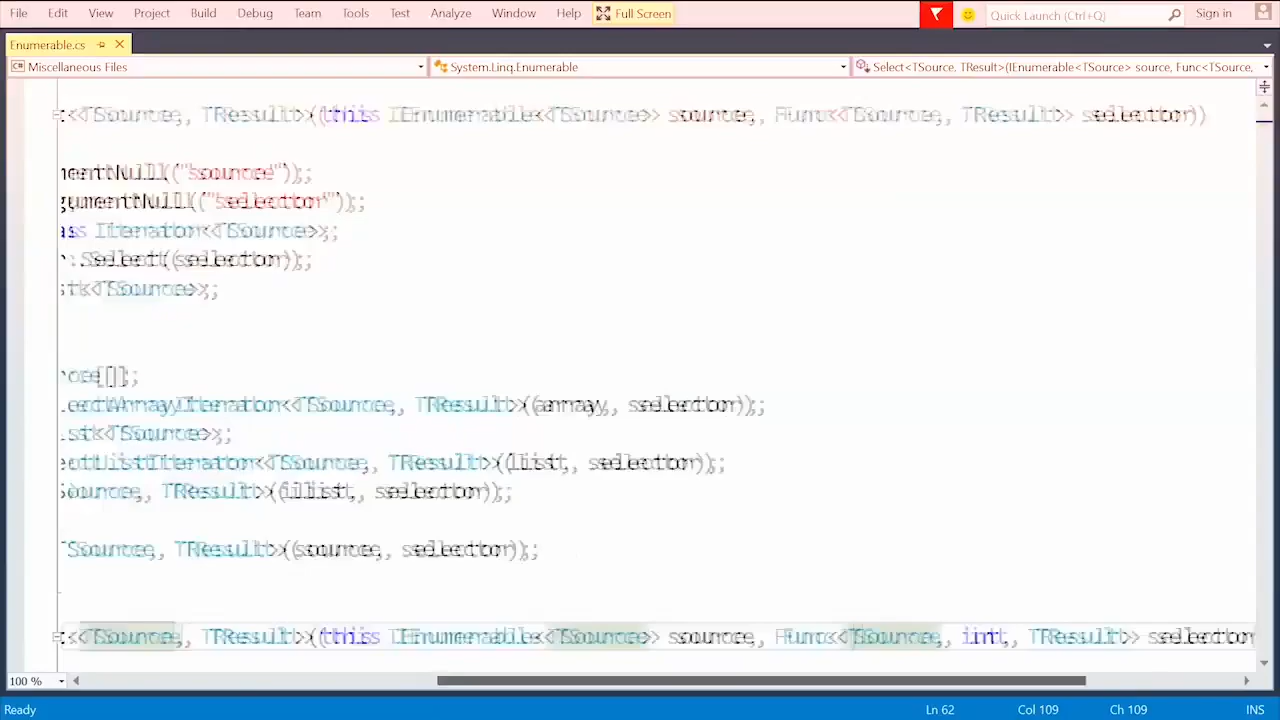 File Edit View Project Build Debug Team Tools Test Analyze Window Help Full Screen Quick Launch (Ctrl+Q) Sign in
Enumerable.cs
Miscellaneous Files System.Linq.Enumerable Select<TSource, TResult>(IEnumerable<TSource> source, Func<TSource,
<TSource, TResult>(this IEnumerable<TSource> source, Func<TSource, TResult> selector)
mentNull("source");
gumentNull("selector");
as Iterator<TSource>;
.Select(selector);
st<TSource>;
rce[];
ectArrayIterator<TSource, TResult>(array, selector);
st<TSource>;
ectListIterator<TSource, TResult>(list, selector);
Source, TResult>(ilist, selector);
TSource, TResult>(source, selector);
<TSource, TResult>(this IEnumerable<TSource> source, Func<TSource, int, TResult> selector
100 %
Ready Ln 62 Col 109 Ch 109 INS